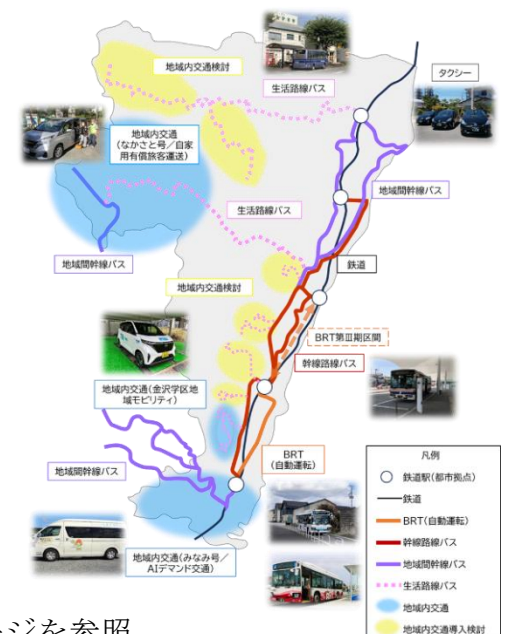 地域内交通検討
生活路線バス
タクシー
地域内交通
(なかさと号/自家
用有償旅客運送)
地域間幹線バス
生活路線バス
地域間幹線バス
鉄道
地域内交通検討
BRT第Ⅲ期区間
幹線路線バス
地域内交通(金沢学区地
域モビリティ)
地域間幹線バス
BRT
(自動運転)
地域内交通(みなみ号/
AIデマンド交通)
凡例
鉄道駅(都市拠点)
鉄道
BRT(自動運転)
幹線路線バス
地域間幹線バス
生活路線バス
地域内交通
地域内交通導入検討
ージを参照